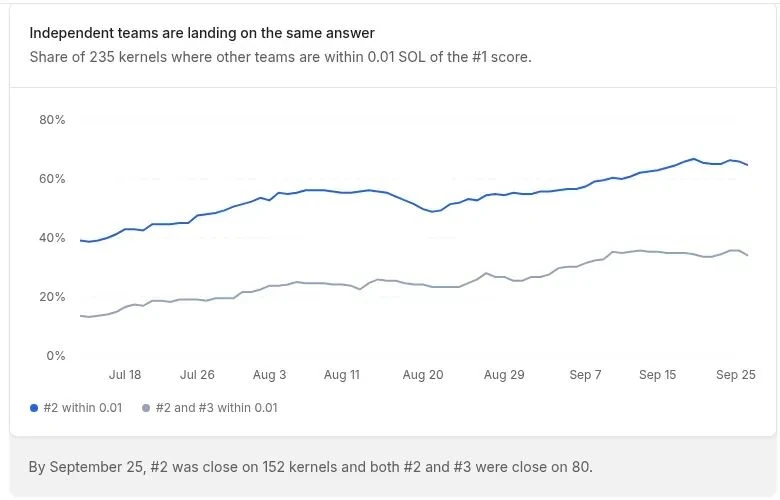 Independent teams are landing on the same answer
Share of 235 kernels where other teams are within 0.01 SOL of the #1 score.
80%
60%
40%
20%
0%
Jul 18 Jul 26 Aug 3 Aug 11 Aug 20 Aug 29 Sep 7 Sep 15 Sep 25
#2 within 0.01 #2 and #3 within 0.01
By September 25, #2 was close on 152 kernels and both #2 and #3 were close on 80.